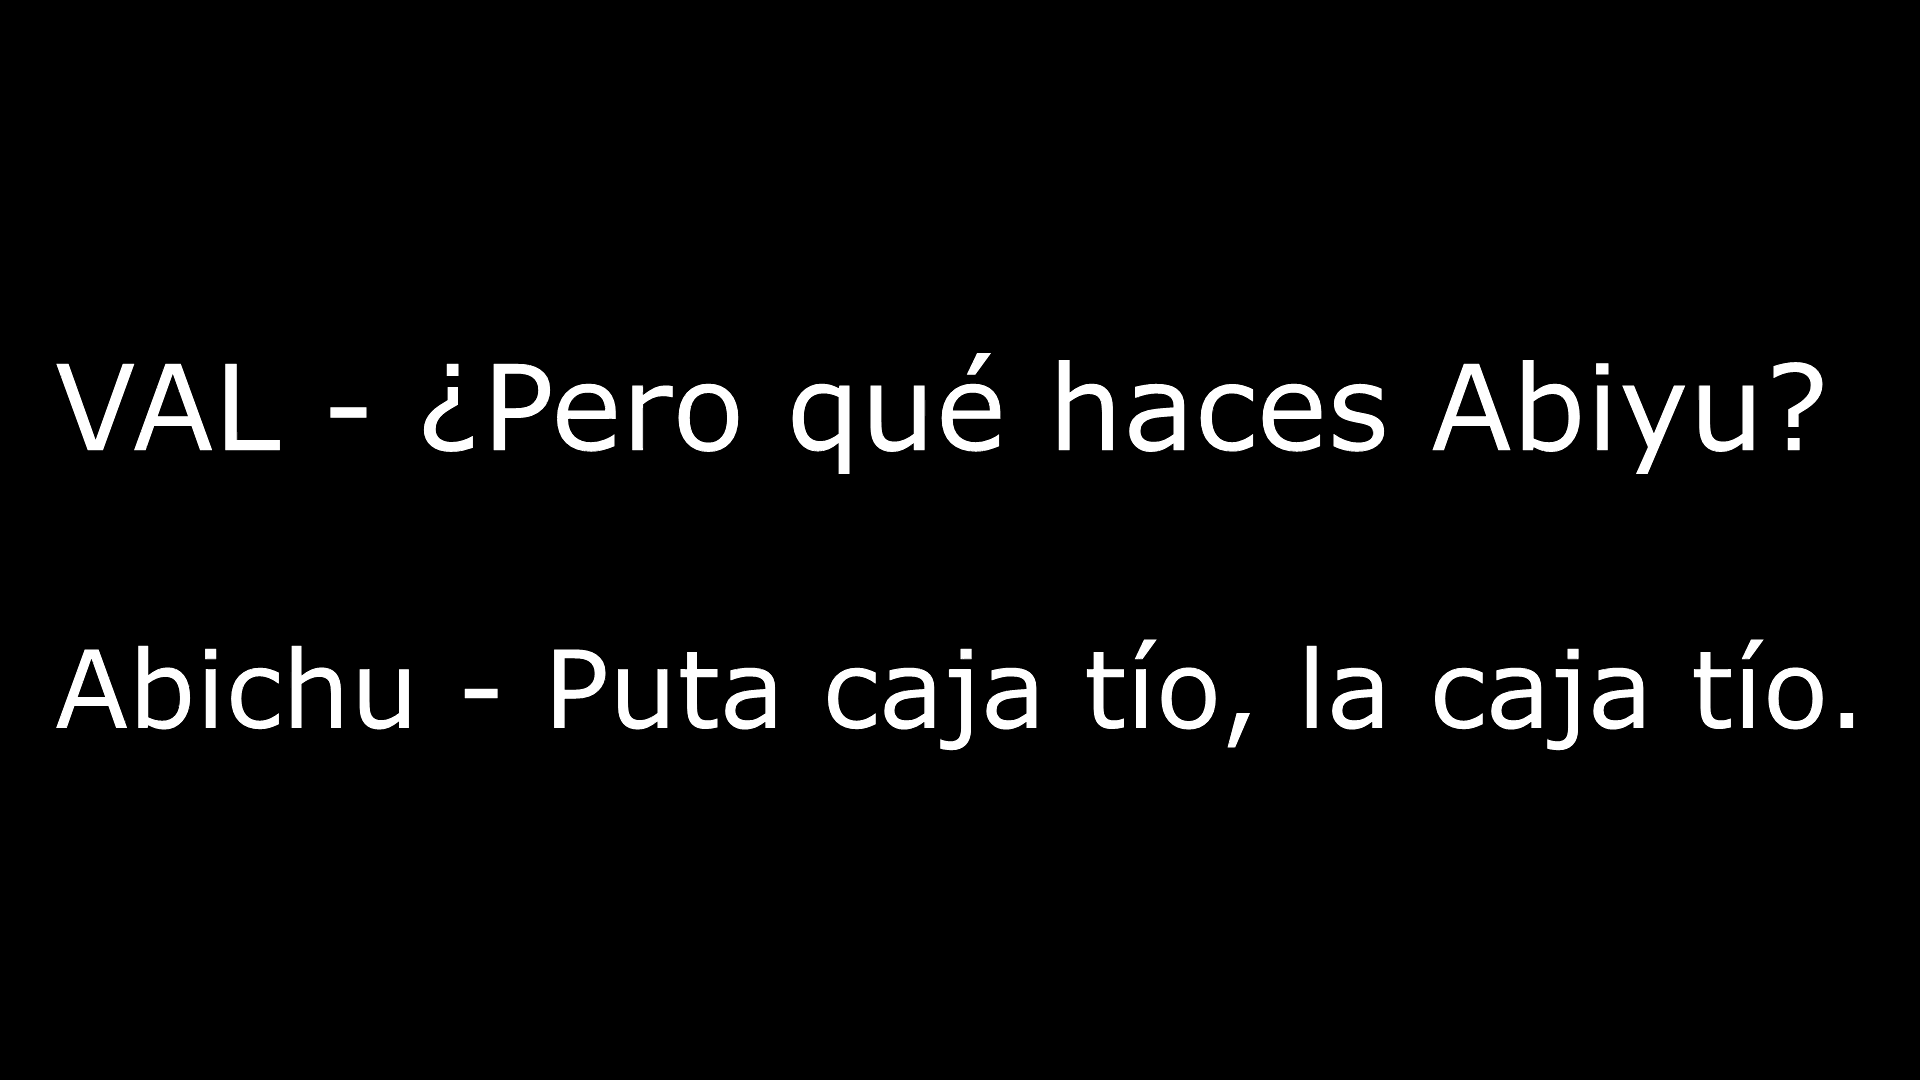 VAL - ¿Pero qué haces Abiyu?
Abichu - Puta caja tío, la caja tío.